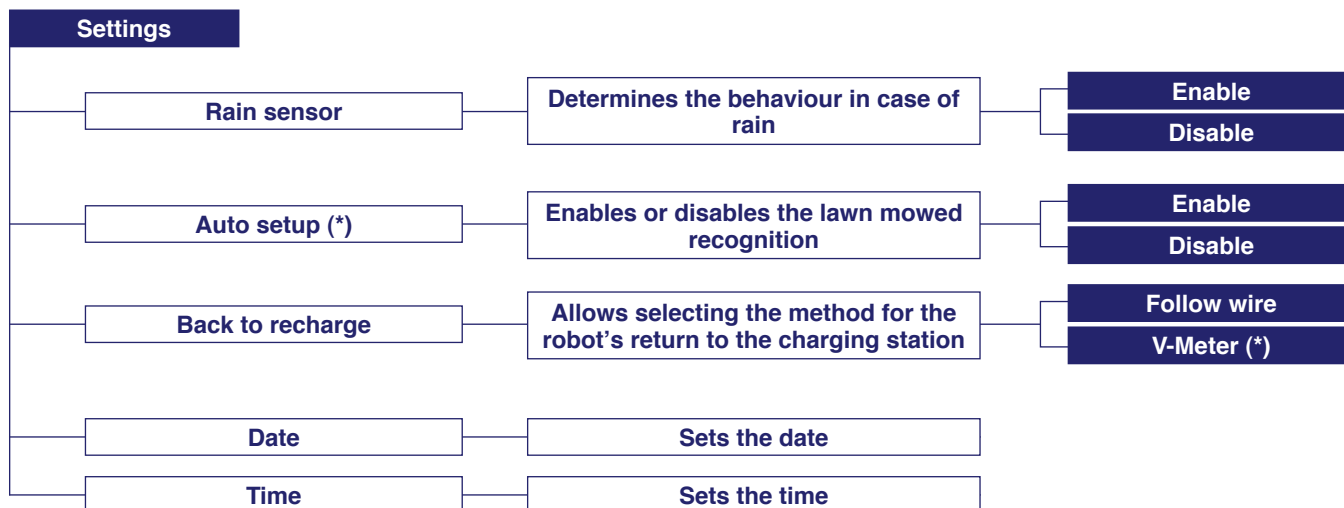 Settings
Rain sensor
Determines the behaviour in case of
rain
Enable
Disable
Auto setup (*)
Enables or disables the lawn mowed
recognition
Enable
Disable
Back to recharge
Allows selecting the method for the
robot's return to the charging station
Follow wire
V-Meter (*)
Date
Sets the date
Time
Sets the time